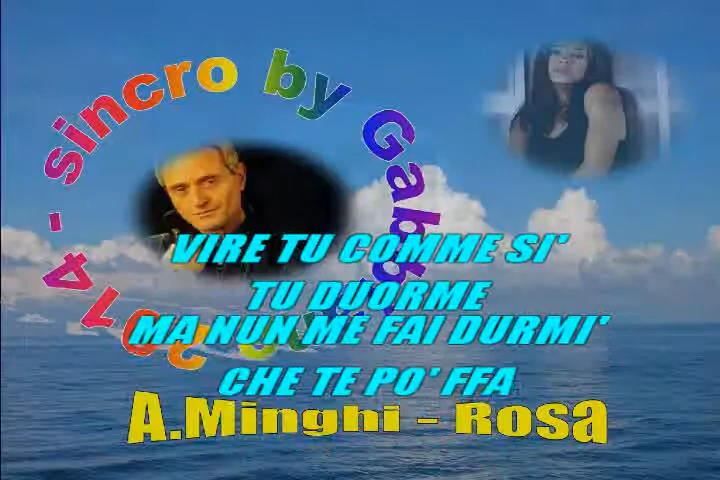 - sincro by Gabb
2014
VIRE TU COMME SI'
TU DUORME
MA NUN ME FAI DURMI'
CHE TE PO' FFA
A.Minghi - Rosa